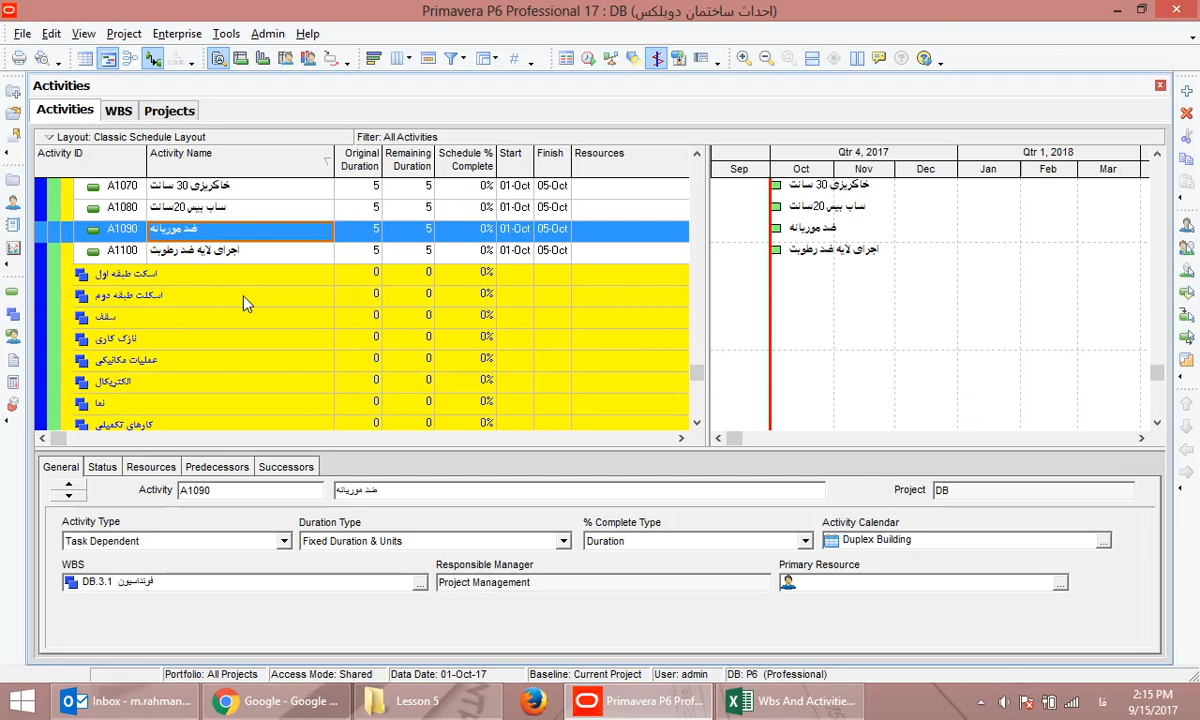 Primavera P6 Professional 17 : DB (احداث ساختمان دوبلکس)
File Edit View Project Enterprise Tools Admin Help
Activities
Activities WBS Projects
Layout: Classic Schedule Layout Filter: All Activities
Activity ID Activity Name Original Duration Remaining Duration Schedule % Complete Start Finish Resources
Qtr 4, 2017 Qtr 1, 2018
Sep Oct Nov Dec Jan Feb Mar
A1070 خاکریزی 30 سانت 5 5 0% 01-Oct 05-Oct خاکریزی 30 سانت
A1080 ساب بیس 20سانت 5 5 0% 01-Oct 05-Oct ساب بیس 20سانت
A1090 ضد موریانه 5 5 0% 01-Oct 05-Oct ضد موریانه
A1100 اجرای لایه ضد رطوبت 5 5 0% 01-Oct 05-Oct اجرای لایه ضد رطوبت
اسکت طبقه اول 0 0 0%
اسکلت طبقه دوم 0 0 0%
سقف 0 0 0%
نازک کاری 0 0 0%
عملیات مکانیکی 0 0 0%
الکتریکال 0 0 0%
نما 0 0 0%
کارهای تکمیلی 0 0 0%
General Status Resources Predecessors Successors
Activity A1090 ضد موریانه Project DB
Activity Type Duration Type % Complete Type Activity Calendar
Task Dependent Fixed Duration & Units Duration Duplex Building
WBS Responsible Manager Primary Resource
DB.3.1 فونداسیون Project Management
Portfolio: All Projects Access Mode: Shared Data Date: 01-Oct-17 Baseline: Current Project User: admin DB: P6 (Professional)
Inbox - m.rahman... Google - Google ... Lesson 5 Primavera P6 Prof... Wbs And Activitie... فا 2:15 PM
9/15/2017